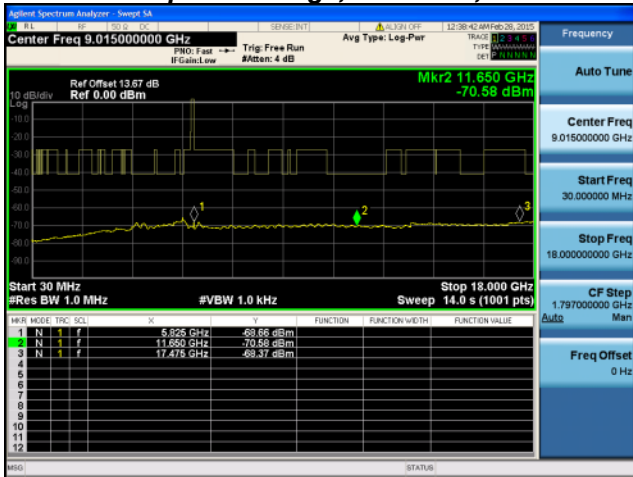 Agilent Spectrum Analyzer - Swept SA
RL RF 50 Ω DC SENSE:INT ALIGN OFF 12:38:42 AM Feb 28, 2015
Center Freq 9.015000000 GHz Avg Type: Log-Pwr TRACE 1 2 3 4 5 6
PNO: Fast Trig: Free Run TYPE
IFGain:Low #Atten: 4 dB DET P N N N N N
Mkr2 11.650 GHz
Ref Offset 13.67 dB
10 dB/div Ref 0.00 dBm -70.58 dBm
Log
-10.0
-20.0
-30.0
-40.0
-50.0
-60.0
-70.0
-80.0
-90.0
1 2 3
Start 30 MHz Stop 18.000 GHz
#Res BW 1.0 MHz #VBW 1.0 kHz Sweep 14.0 s (1001 pts)
MKR MODE TRC SCL X Y FUNCTION FUNCTION WIDTH FUNCTION VALUE
1 N 1 f 5.825 GHz -68.66 dBm
2 N 1 f 11.650 GHz -70.58 dBm
3 N 1 f 17.475 GHz -69.37 dBm
4
5
6
7
8
9
10
11
12
MSG STATUS
Frequency
Auto Tune
Center Freq
9.015000000 GHz
Start Freq
30.000000 MHz
Stop Freq
18.000000000 GHz
CF Step
1.797000000 GHz
Auto Man
Freq Offset
0 Hz